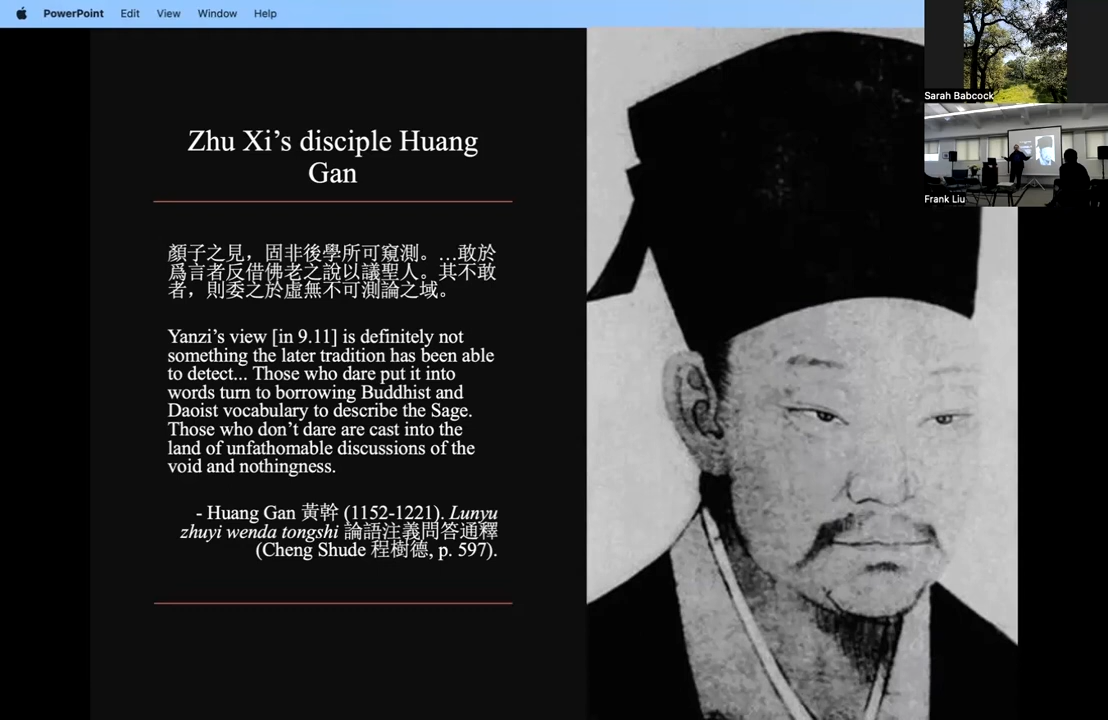 PowerPoint Edit View Window Help
Zhu Xi’s disciple Huang
Gan
顏子之見，固非後學所可窺測。…敢於
爲言者反借佛老之說以議聖人。其不敢
者，則委之於虛無不可測論之域。
Yanzi’s view [in 9.11] is definitely not
something the later tradition has been able
to detect... Those who dare put it into
words turn to borrowing Buddhist and
Daoist vocabulary to describe the Sage.
Those who don’t dare are cast into the
land of unfathomable discussions of the
void and nothingness.
- Huang Gan 黃幹 (1152-1221). Lunyu
zhuyi wenda tongshi 論語注義問答通釋
(Cheng Shude 程樹德, p. 597).
Sarah Babcock
Frank Liu